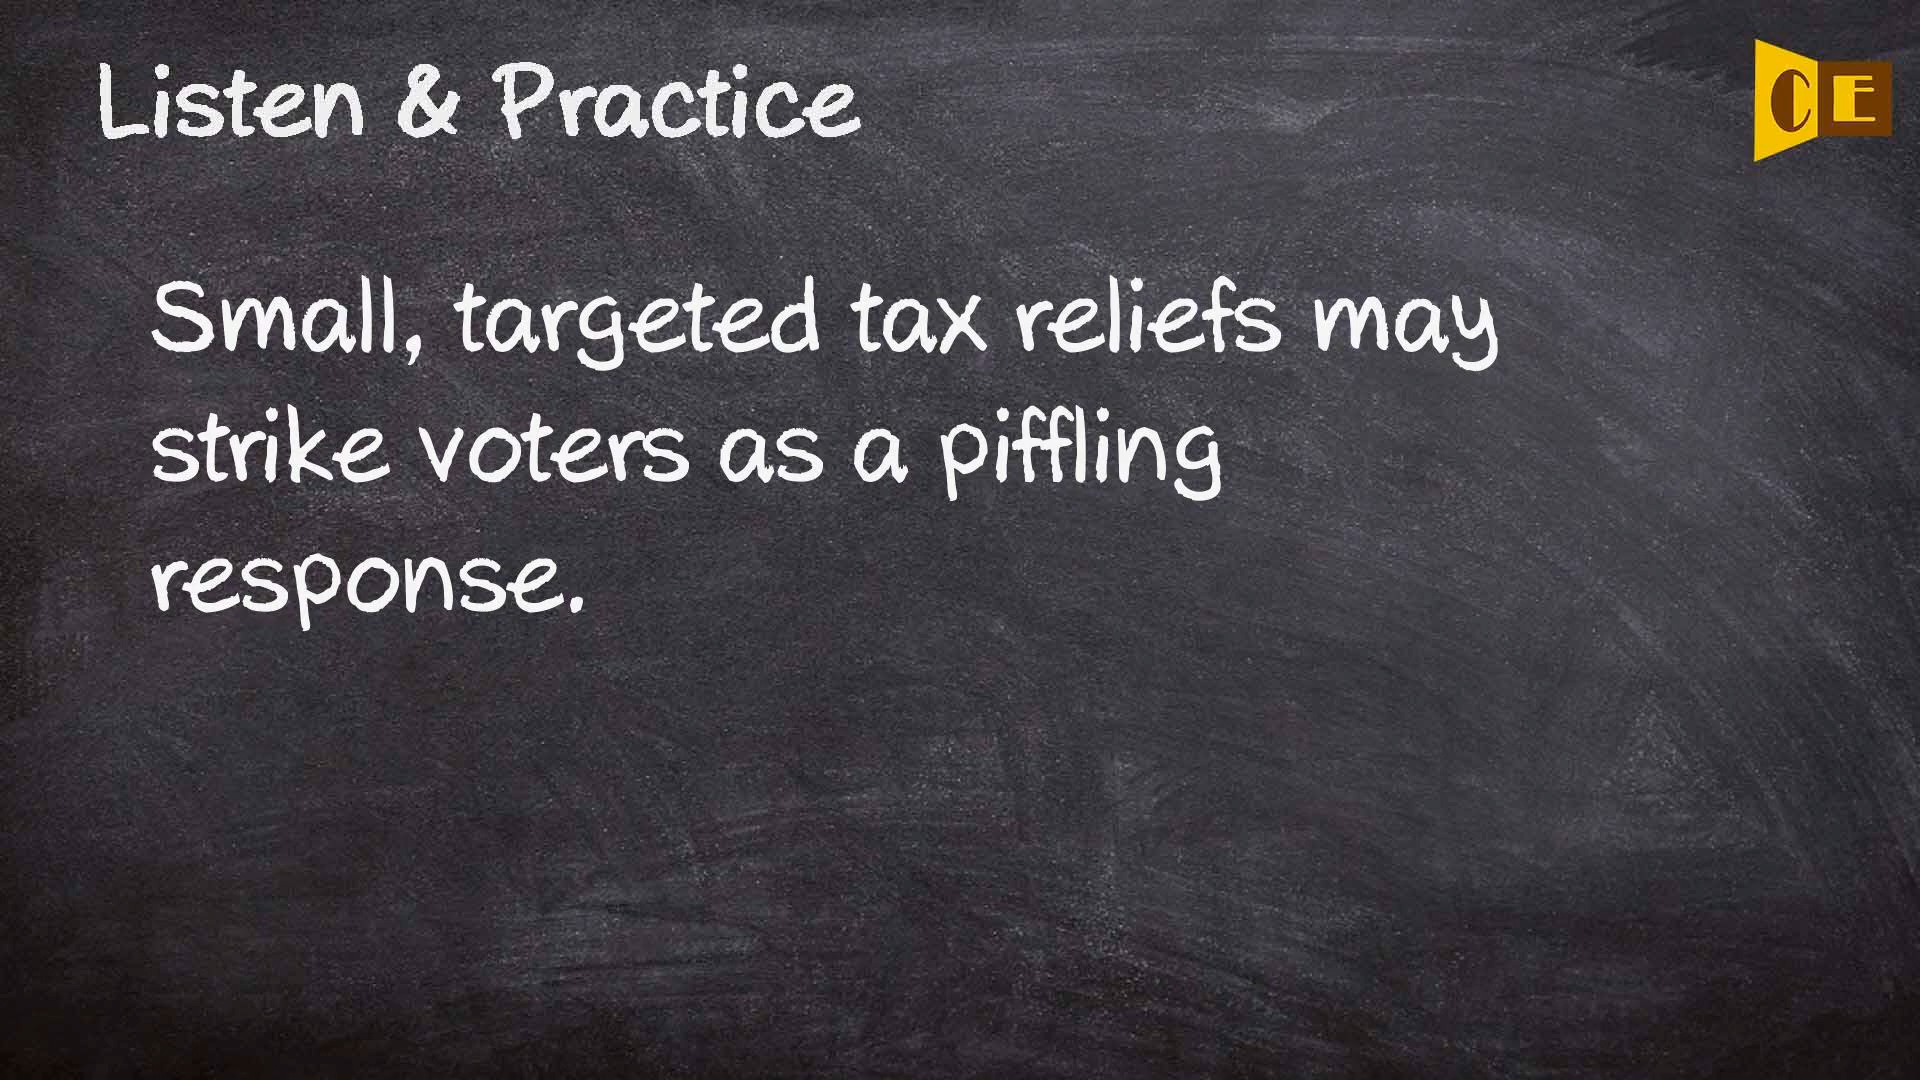 Listen & Practice
CE
Small, targeted tax reliefs may
strike voters as a piffling
response.